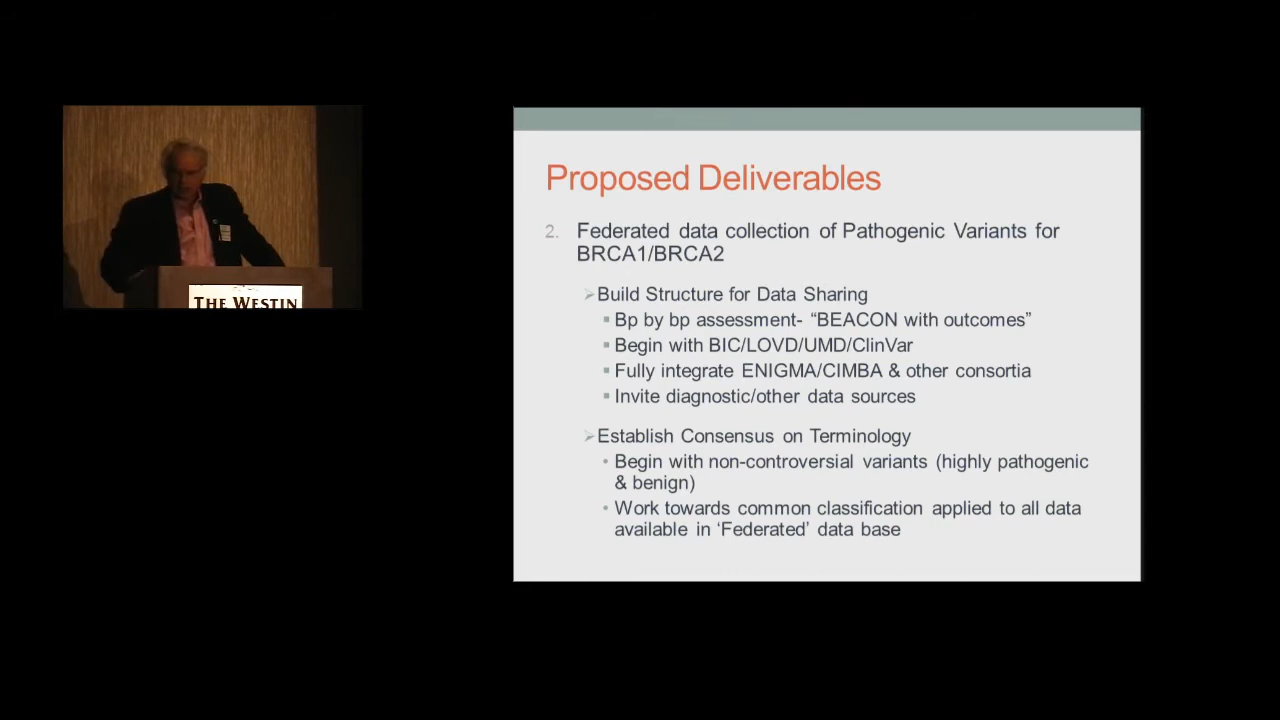 THE WESTIN
Proposed Deliverables
2. Federated data collection of Pathogenic Variants for
BRCA1/BRCA2
➢Build Structure for Data Sharing
▪Bp by bp assessment- “BEACON with outcomes”
▪Begin with BIC/LOVD/UMD/ClinVar
▪Fully integrate ENIGMA/CIMBA & other consortia
▪Invite diagnostic/other data sources
➢Establish Consensus on Terminology
•Begin with non-controversial variants (highly pathogenic
& benign)
•Work towards common classification applied to all data
available in ‘Federated’ data base